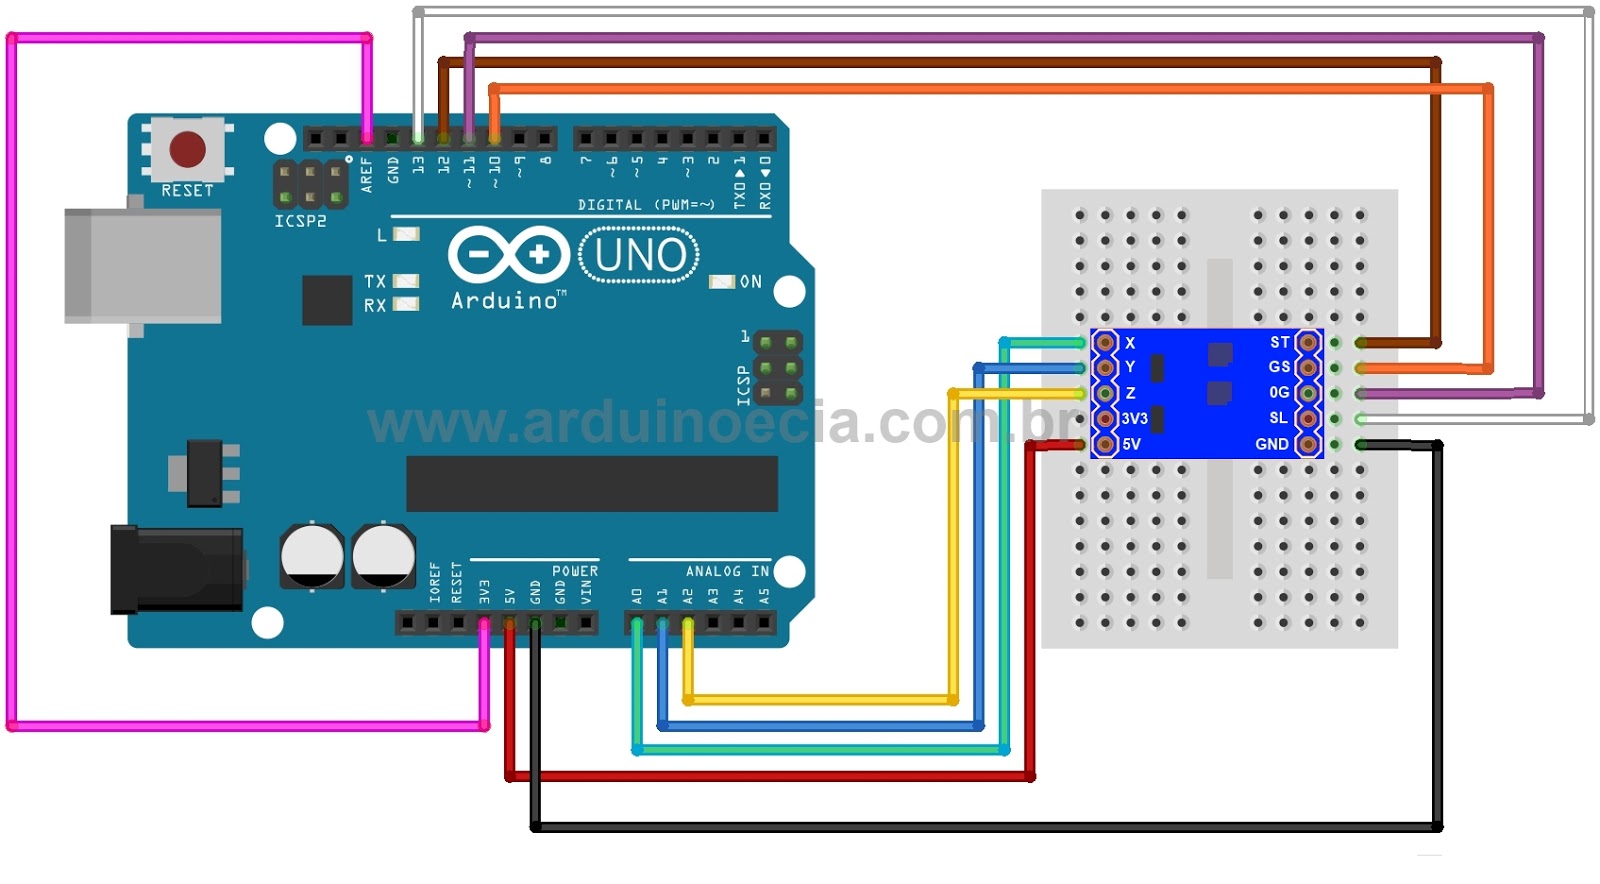 RESET
ICSP2
AREF
GND
13
12
~11
~10
~9
8
7
~6
~5
4
~3
2
TX0▶1
RX0◀0
DIGITAL (PWM=~)
L
TX
RX
UNO
Arduino™
ON
1
ICSP
www.arduinoecia.com.br
X
Y
Z
3V3
5V
ST
GS
0G
SL
GND
IOREF
RESET
3V3
5V
GND
GND
VIN
POWER
ANALOG IN
A0
A1
A2
A3
A4
A5